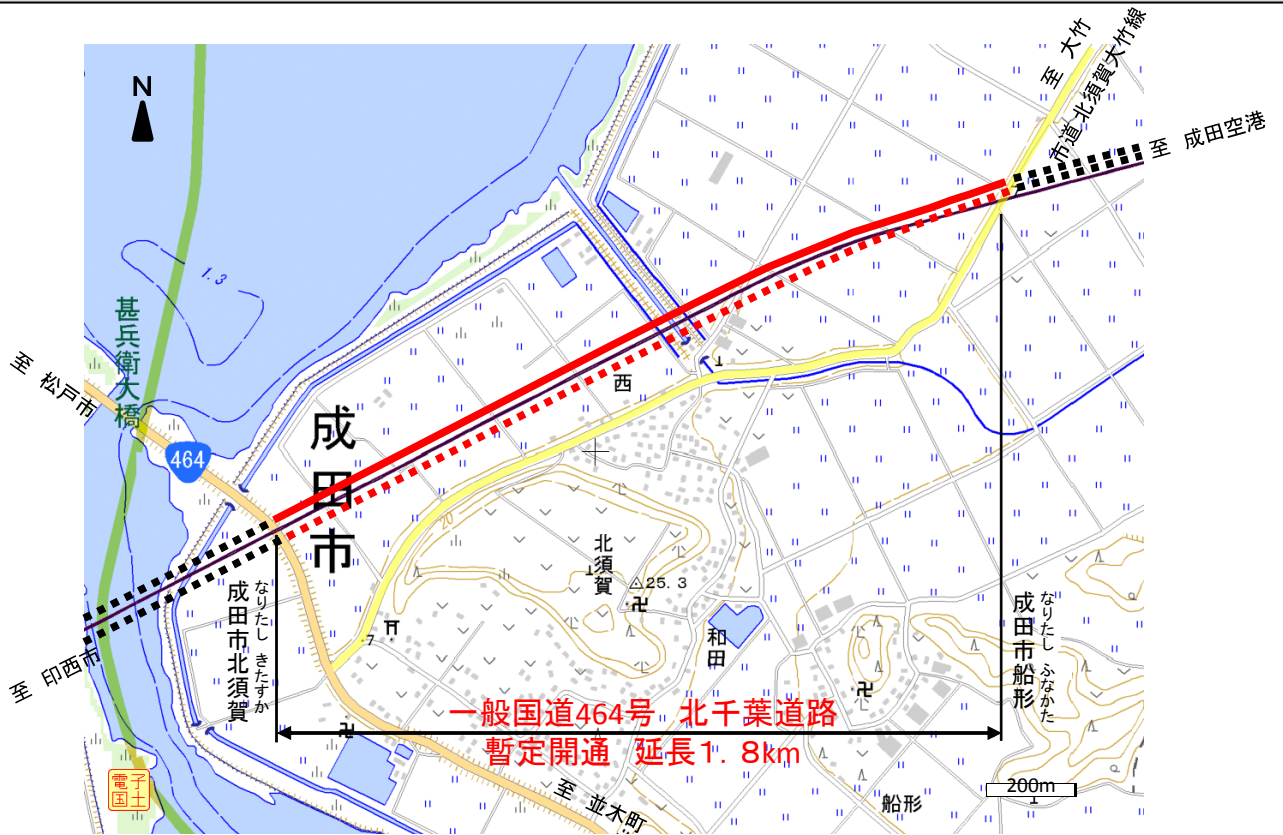 N
至 大竹
市道北須賀大竹線
至 成田空港
1.3
甚兵衛大橋
至 松戸市
464
成田市
西
20
北須賀
25.3
和田
7
至 印西市
なりたし きたすか
成田市北須賀
なりたし ふなかた
成田市船形
一般国道464号 北千葉道路
暫定開通 延長1.8km
電子国土
至 並木町
船形
200m